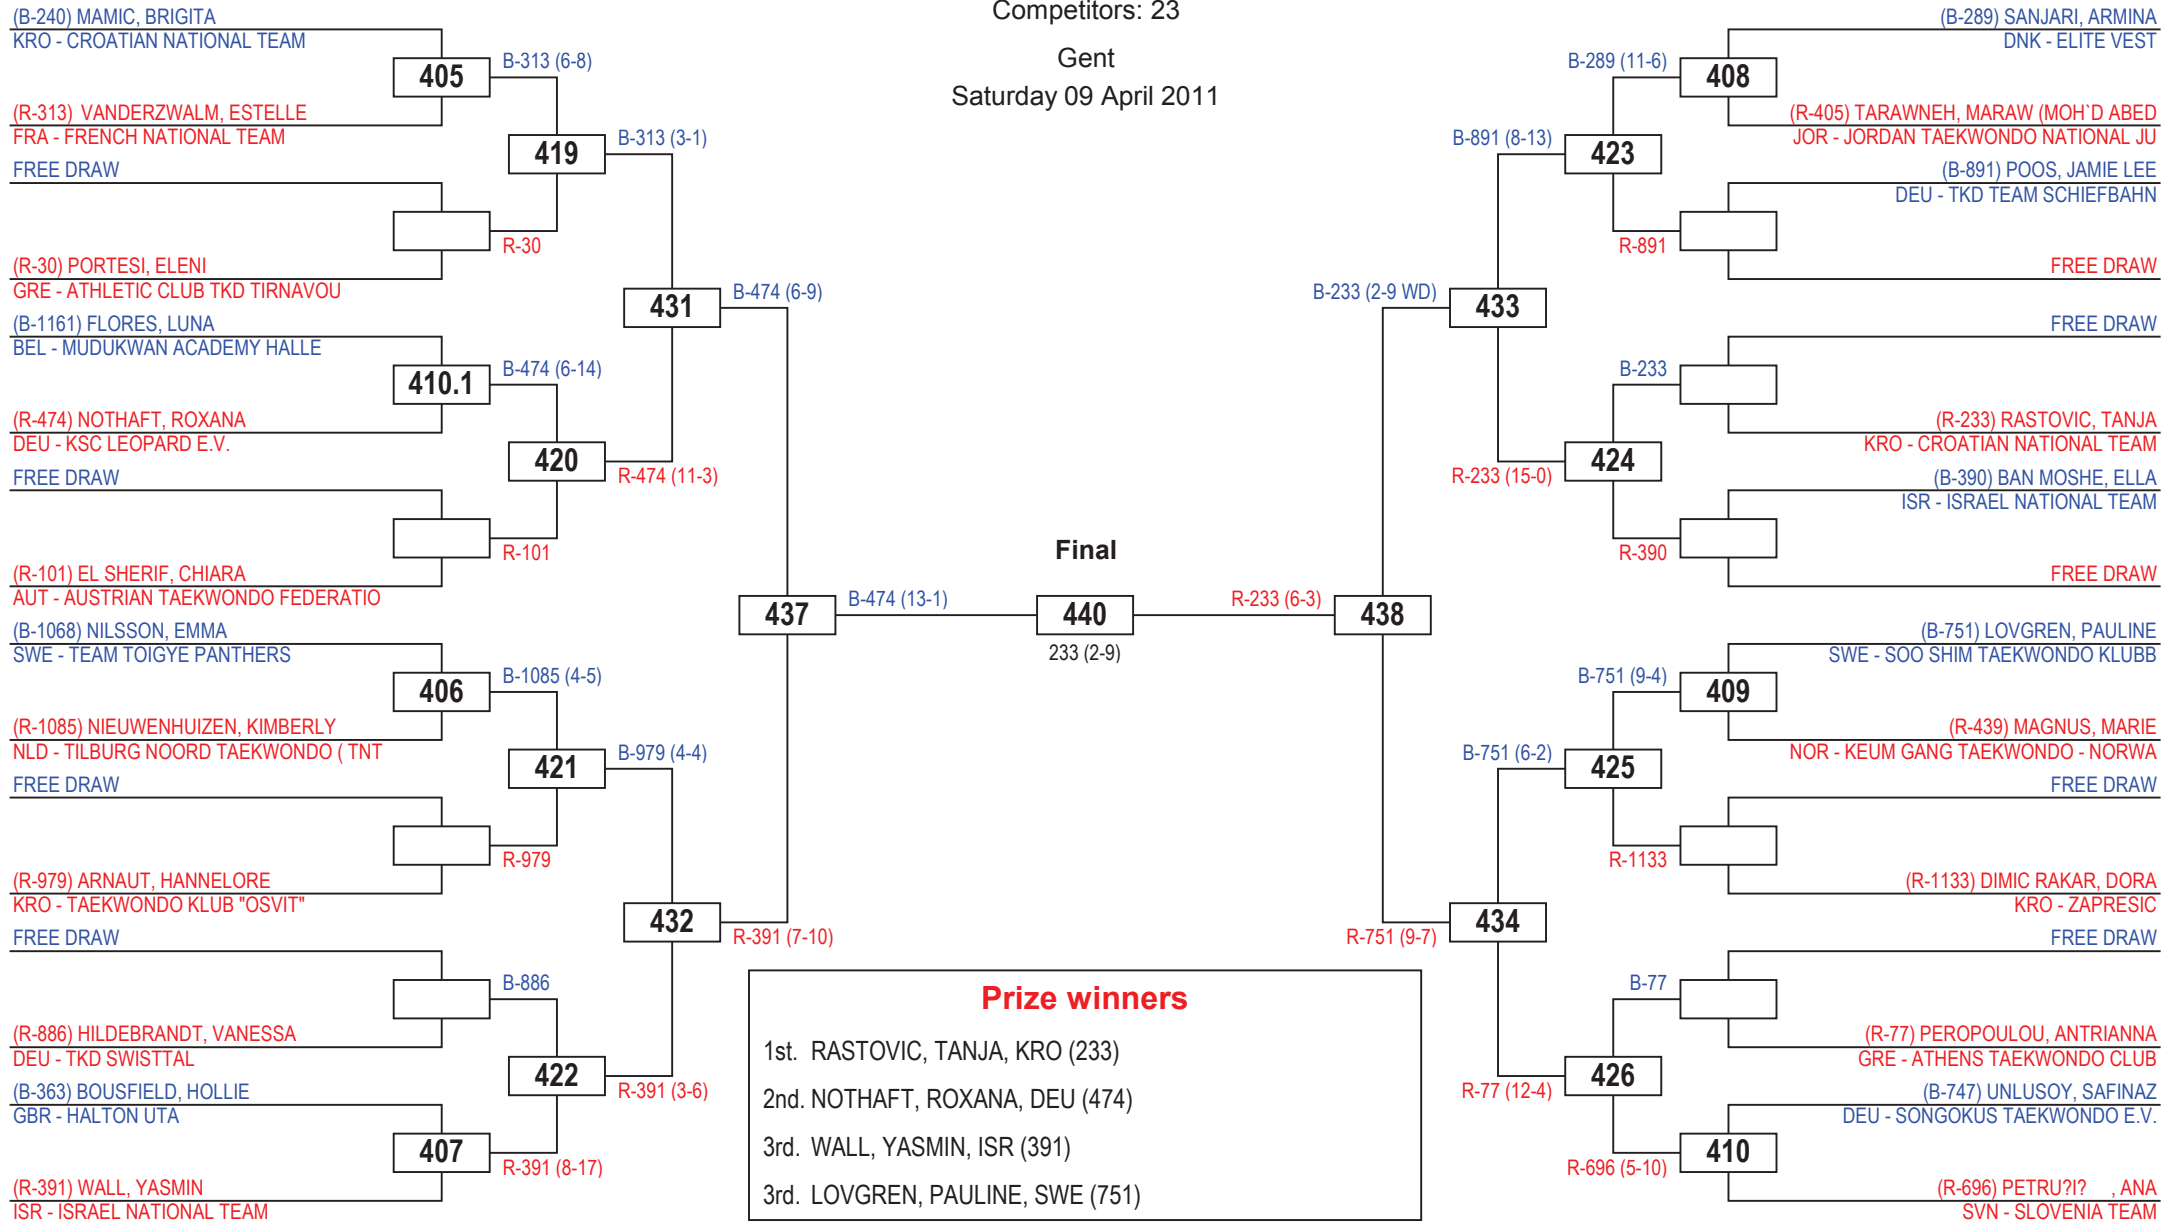 Competitors: 23
Gent
Saturday 09 April 2011
(B-240) MAMIC, BRIGITA
KRO - CROATIAN NATIONAL TEAM
405
B-313 (6-8)
(R-313) VANDERZWALM, ESTELLE
FRA - FRENCH NATIONAL TEAM
419
B-313 (3-1)
FREE DRAW
R-30
(R-30) PORTESI, ELENI
GRE - ATHLETIC CLUB TKD TIRNAVOU
431
B-474 (6-9)
(B-1161) FLORES, LUNA
BEL - MUDUKWAN ACADEMY HALLE
410.1
B-474 (6-14)
(R-474) NOTHAFT, ROXANA
DEU - KSC LEOPARD E.V.
420
R-474 (11-3)
FREE DRAW
R-101
(R-101) EL SHERIF, CHIARA
AUT - AUSTRIAN TAEKWONDO FEDERATIO
437
B-474 (13-1)
(B-1068) NILSSON, EMMA
SWE - TEAM TOIGYE PANTHERS
406
B-1085 (4-5)
(R-1085) NIEUWENHUIZEN, KIMBERLY
NLD - TILBURG NOORD TAEKWONDO ( TNT
421
B-979 (4-4)
FREE DRAW
R-979
(R-979) ARNAUT, HANNELORE
KRO - TAEKWONDO KLUB "OSVIT"
432
R-391 (7-10)
FREE DRAW
B-886
(R-886) HILDEBRANDT, VANESSA
DEU - TKD SWISTTAL
422
R-391 (3-6)
(B-363) BOUSFIELD, HOLLIE
GBR - HALTON UTA
407
R-391 (8-17)
(R-391) WALL, YASMIN
ISR - ISRAEL NATIONAL TEAM
Final
440
233 (2-9)
(B-289) SANJARI, ARMINA
DNK - ELITE VEST
B-289 (11-6)
408
(R-405) TARAWNEH, MARAW (MOH`D ABED
JOR - JORDAN TAEKWONDO NATIONAL JU
B-891 (8-13)
423
(B-891) POOS, JAMIE LEE
DEU - TKD TEAM SCHIEFBAHN
R-891
FREE DRAW
B-233 (2-9 WD)
433
FREE DRAW
B-233
(R-233) RASTOVIC, TANJA
KRO - CROATIAN NATIONAL TEAM
R-233 (15-0)
424
(B-390) BAN MOSHE, ELLA
ISR - ISRAEL NATIONAL TEAM
R-390
FREE DRAW
R-233 (6-3)
438
(B-751) LOVGREN, PAULINE
SWE - SOO SHIM TAEKWONDO KLUBB
B-751 (9-4)
409
(R-439) MAGNUS, MARIE
NOR - KEUM GANG TAEKWONDO - NORWA
B-751 (6-2)
425
FREE DRAW
R-1133
(R-1133) DIMIC RAKAR, DORA
KRO - ZAPRESIC
R-751 (9-7)
434
FREE DRAW
B-77
(R-77) PEROPOULOU, ANTRIANNA
GRE - ATHENS TAEKWONDO CLUB
R-77 (12-4)
426
(B-747) UNLUSOY, SAFINAZ
DEU - SONGOKUS TAEKWONDO E.V.
R-696 (5-10)
410
(R-696) PETRU?I? , ANA
SVN - SLOVENIA TEAM
Prize winners
1st. RASTOVIC, TANJA, KRO (233)
2nd. NOTHAFT, ROXANA, DEU (474)
3rd. WALL, YASMIN, ISR (391)
3rd. LOVGREN, PAULINE, SWE (751)